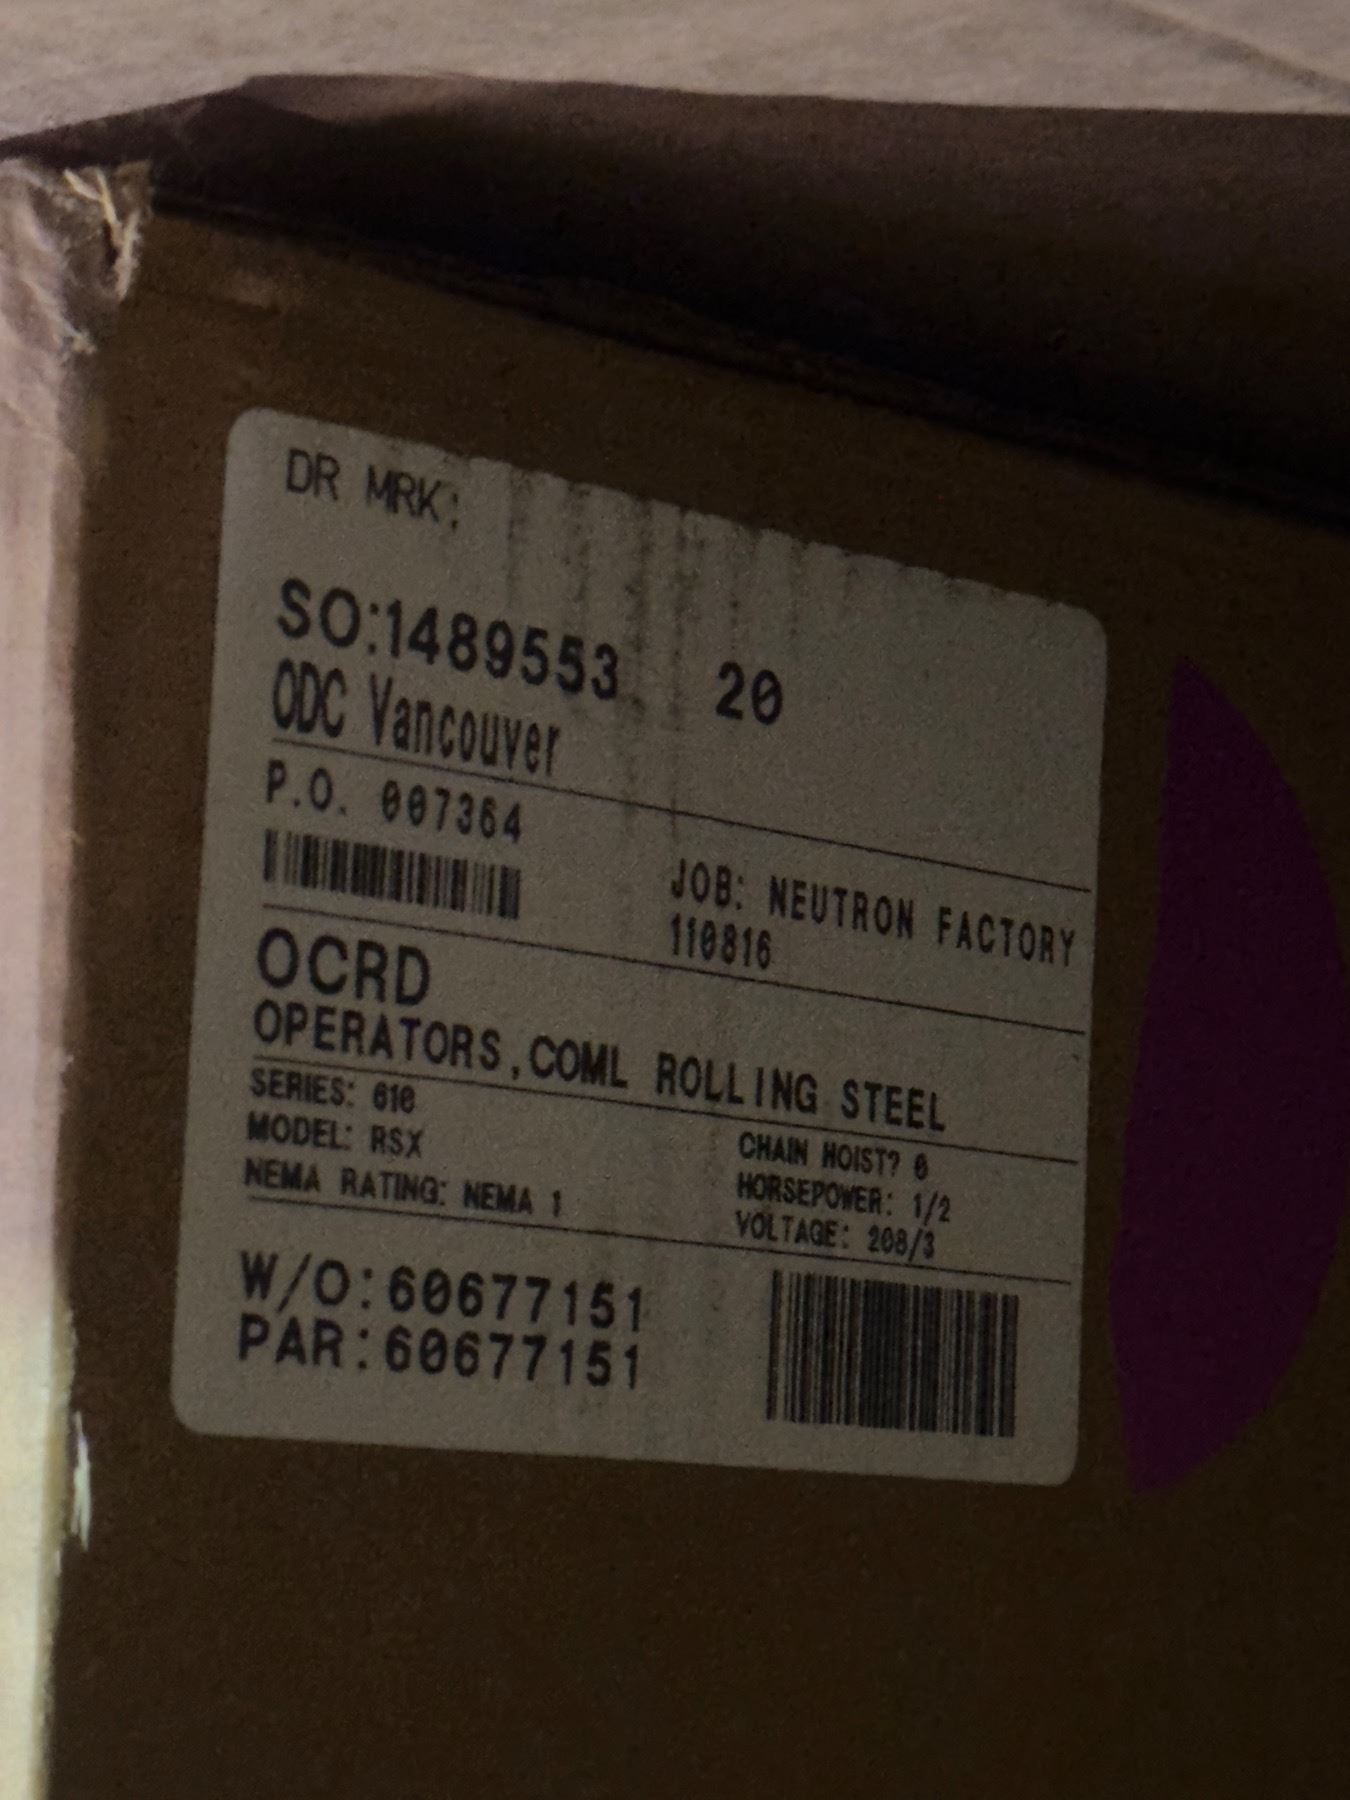 DR MRK:
SO:1489553 20
ODC Vancouver
P.O. 007364
JOB: NEUTRON FACTORY
110816
OCRD
OPERATORS,COML ROLLING STEEL
SERIES: 610
MODEL: RSX
NEMA RATING: NEMA 1
CHAIN HOIST? 0
HORSEPOWER: 1/2
VOLTAGE: 208/3
W/O:60677151
PAR:60677151